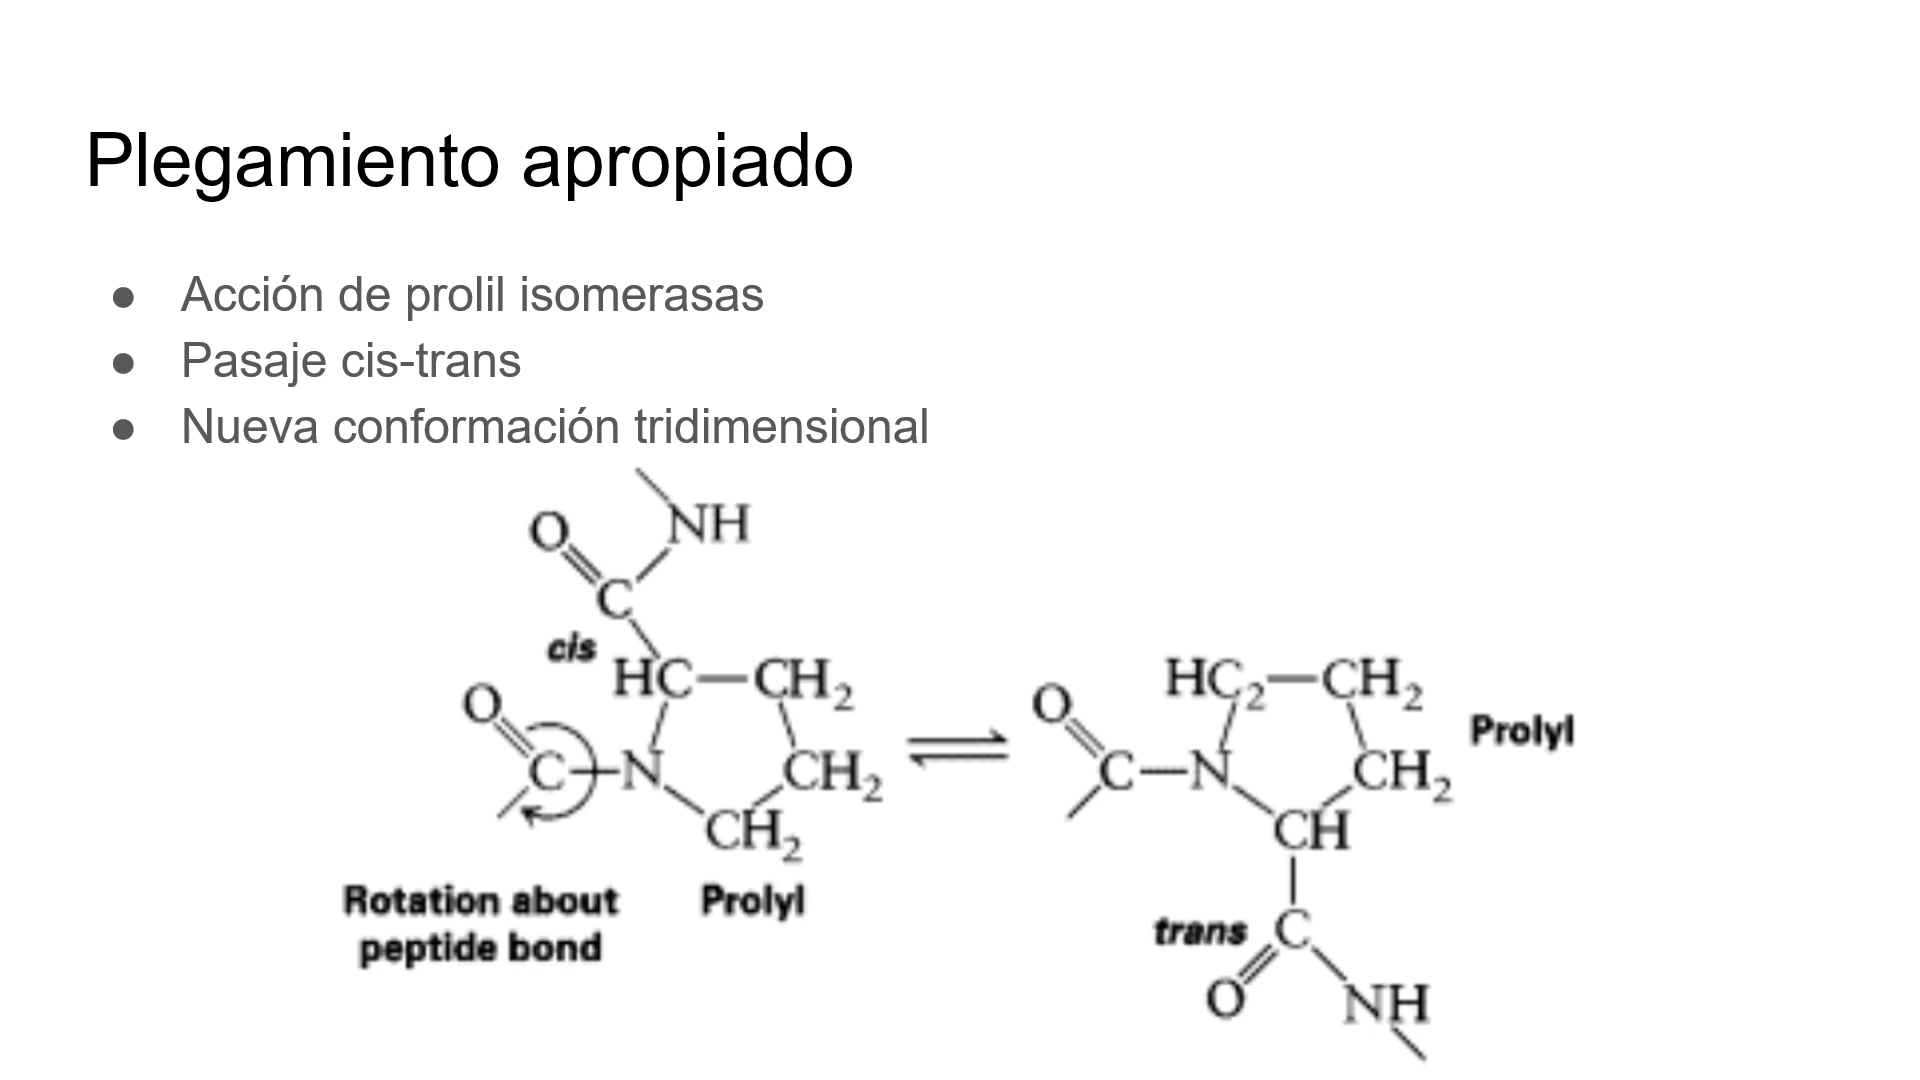 Plegamiento apropiado
● Acción de prolil isomerasas
● Pasaje cis-trans
● Nueva conformación tridimensional
NH
O
C
cis
HC—CH₂
O
C—N
CH₂
CH₂
Rotation about
peptide bond
Prolyl
HC₂—CH₂
O
Prolyl
C—N
CH₂
CH
trans
C
O
NH